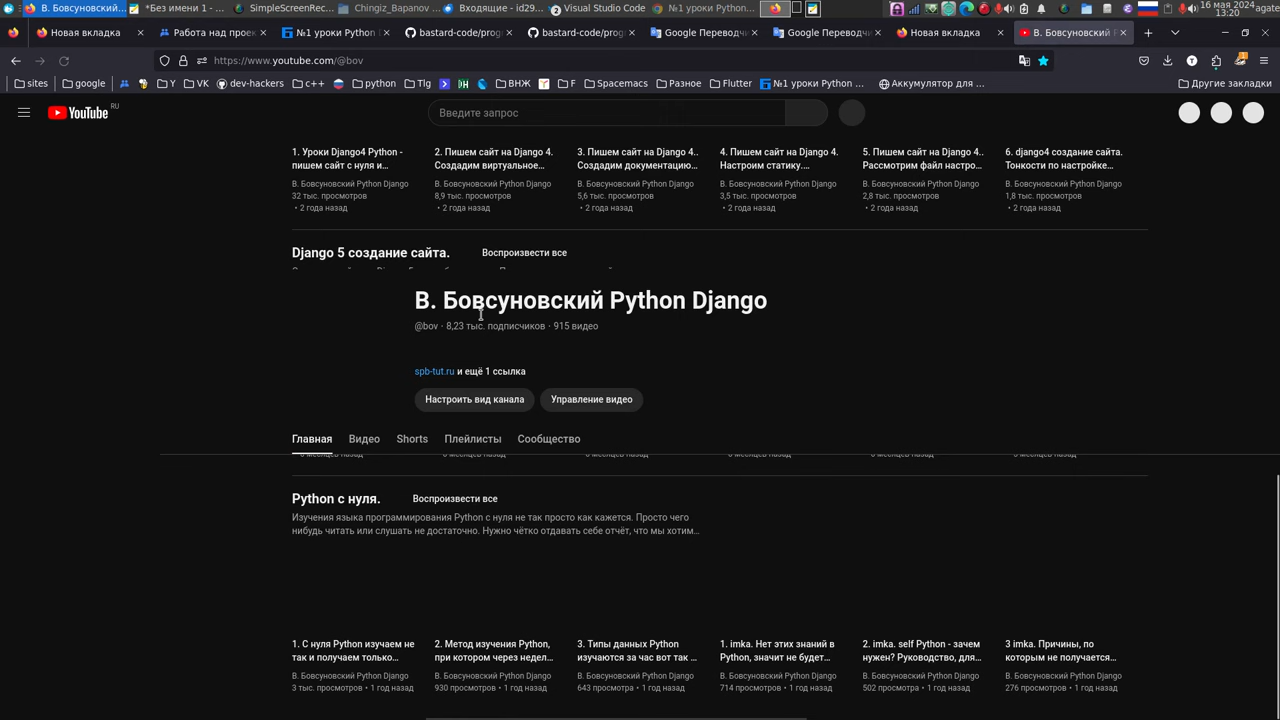 В. Бовсуновский...
*Без имени 1 - ...
SimpleScreenRec...
Chingiz_Bapanov ...
Входящие - id29...
Visual Studio Code
№1 уроки Python ...
16 мая 2024
13:20
agate
Новая вкладка
Работа над проек
№1 уроки Python І
bastard-code/prog
bastard-code/prog
Google Переводчи
Google Переводчи
Новая вкладка
В. Бовсуновский Р
https://www.youtube.com/@bov
sites
google
Y
VK
dev-hackers
c++
python
Tlg
ВНЖ
F
Spacemacs
Разное
Flutter
№1 уроки Python ...
Аккумулятор для ...
Другие закладки
YouTube RU
Введите запрос
1. Уроки Django4 Python -
пишем сайт с нуля и...
В. Бовсуновский Python Django
32 тыс. просмотров
• 2 года назад
2. Пишем сайт на Django 4.
Создадим виртуальное...
В. Бовсуновский Python Django
8,9 тыс. просмотров
• 2 года назад
3. Пишем сайт на Django 4..
Создадим документацию...
В. Бовсуновский Python Django
5,6 тыс. просмотров
• 2 года назад
4. Пишем сайт на Django 4.
Настроим статику....
В. Бовсуновский Python Django
3,5 тыс. просмотров
• 2 года назад
5. Пишем сайт на Django 4..
Рассмотрим файл настро...
В. Бовсуновский Python Django
2,8 тыс. просмотров
• 2 года назад
6. django4 создание сайта.
Тонкости по настройке...
В. Бовсуновский Python Django
1,8 тыс. просмотров
• 2 года назад
Django 5 создание сайта.
Воспроизвести все
В. Бовсуновский Python Django
@bov · 8,23 тыс. подписчиков · 915 видео
spb-tut.ru и ещё 1 ссылка
Настроить вид канала
Управление видео
Главная
Видео
Shorts
Плейлисты
Сообщество
Python с нуля.
Воспроизвести все
Изучения языка программирования Python с нуля не так просто как кажется. Просто чего
нибудь читать или слушать не достаточно. Нужно чётко отдавать себе отчёт, что мы хотим...
1. С нуля Python изучаем не
так и получаем только...
В. Бовсуновский Python Django
3 тыс. просмотров • 1 год назад
2. Метод изучения Python,
при котором через недел...
В. Бовсуновский Python Django
930 просмотров • 1 год назад
3. Типы данных Python
изучаются за час вот так ...
В. Бовсуновский Python Django
643 просмотра • 1 год назад
1. imka. Нет этих знаний в
Python, значит не будет...
В. Бовсуновский Python Django
714 просмотров • 1 год назад
2. imka. self Python - зачем
нужен? Руководство, для...
В. Бовсуновский Python Django
502 просмотра • 1 год назад
3 imka. Причины, по
которым не получается...
В. Бовсуновский Python Django
276 просмотров • 1 год назад